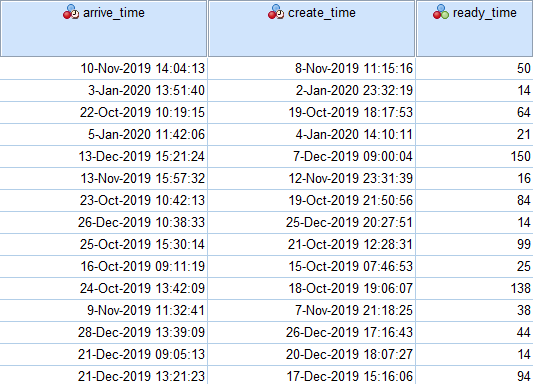 arrive_time create_time ready_time
10-Nov-2019 14:04:13 8-Nov-2019 11:15:16 50
3-Jan-2020 13:51:40 2-Jan-2020 23:32:19 14
22-Oct-2019 10:19:15 19-Oct-2019 18:17:53 64
5-Jan-2020 11:42:06 4-Jan-2020 14:10:11 21
13-Dec-2019 15:21:24 7-Dec-2019 09:00:04 150
13-Nov-2019 15:57:32 12-Nov-2019 23:31:39 16
23-Oct-2019 10:42:13 19-Oct-2019 21:50:56 84
26-Dec-2019 10:38:33 25-Dec-2019 20:27:51 14
25-Oct-2019 15:30:14 21-Oct-2019 12:28:31 99
16-Oct-2019 09:11:19 15-Oct-2019 07:46:53 25
24-Oct-2019 13:42:09 18-Oct-2019 19:06:07 138
9-Nov-2019 11:32:41 7-Nov-2019 21:18:25 38
28-Dec-2019 13:39:09 26-Dec-2019 17:16:43 44
21-Dec-2019 09:05:13 20-Dec-2019 18:07:27 14
21-Dec-2019 13:21:23 17-Dec-2019 15:16:06 94